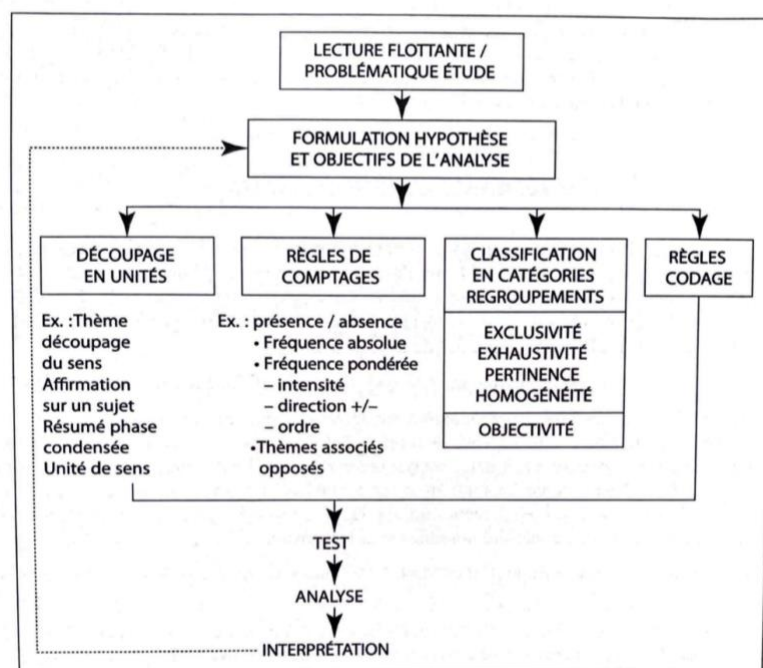 LECTURE FLOTTANTE /
PROBLÉMATIQUE ÉTUDE
FORMULATION HYPOTHÈSE
ET OBJECTIFS DE L'ANALYSE
DÉCOUPAGE
EN UNITÉS
Ex. :Thème
découpage
du sens
Affirmation
sur un sujet
Résumé phase
condensée
Unité de sens
RÈGLES DE
COMPTAGES
Ex. : présence / absence
• Fréquence absolue
• Fréquence pondérée
– intensité
– direction +/–
– ordre
•Thèmes associés
opposés
CLASSIFICATION
EN CATÉGORIES
REGROUPEMENTS
EXCLUSIVITÉ
EXHAUSTIVITÉ
PERTINENCE
HOMOGÉNÉITÉ
OBJECTIVITÉ
RÈGLES
CODAGE
TEST
ANALYSE
INTERPRÉTATION